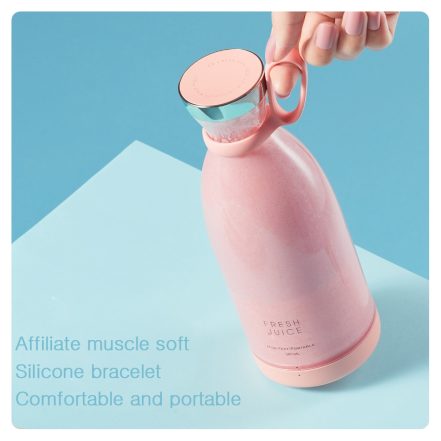 FRESH
JUICE
Affiliate muscle soft
Silicone bracelet
Comfortable and portable